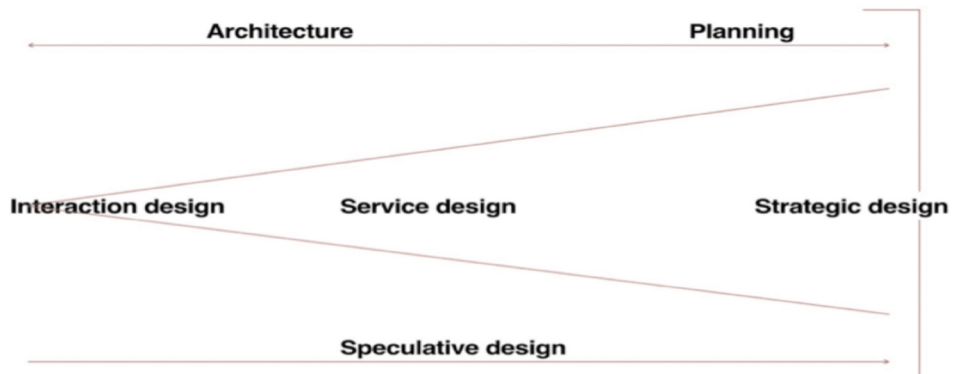 Architecture Planning
Interaction design Service design Strategic design
Speculative design